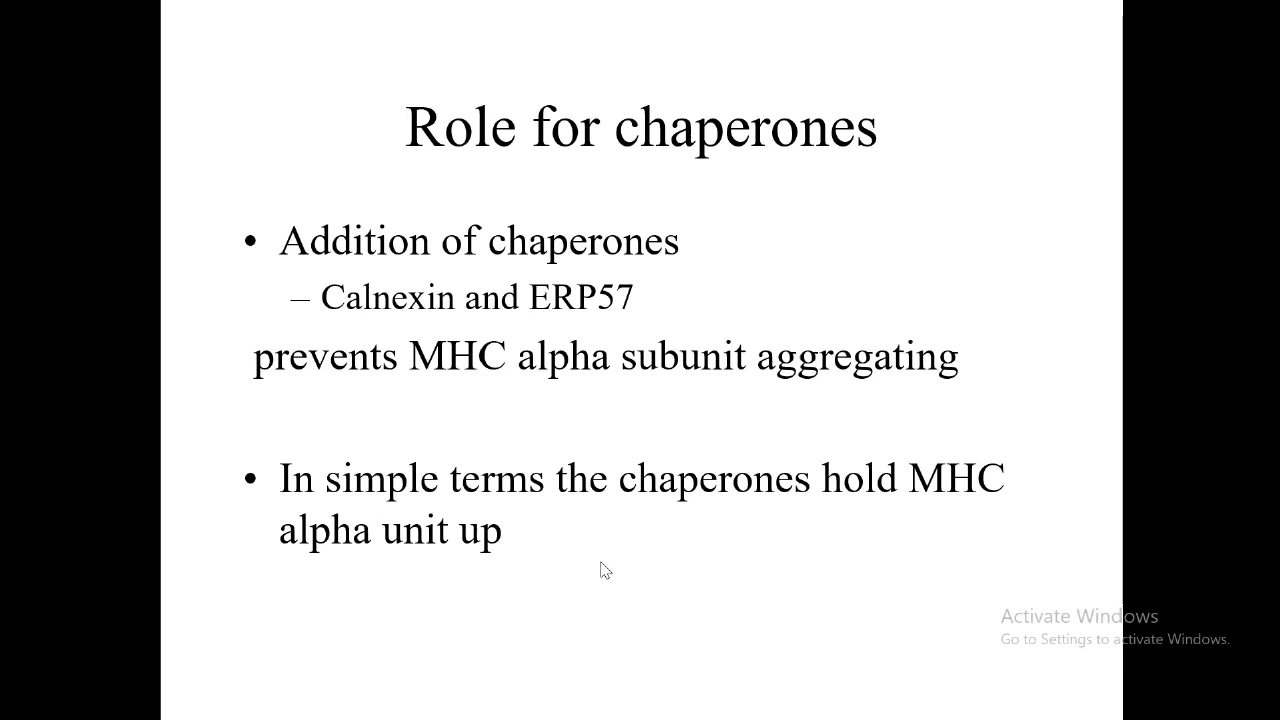 Role for chaperones
• Addition of chaperones
– Calnexin and ERP57
prevents MHC alpha subunit aggregating
• In simple terms the chaperones hold MHC
alpha unit up
Activate Windows
Go to Settings to activate Windows.